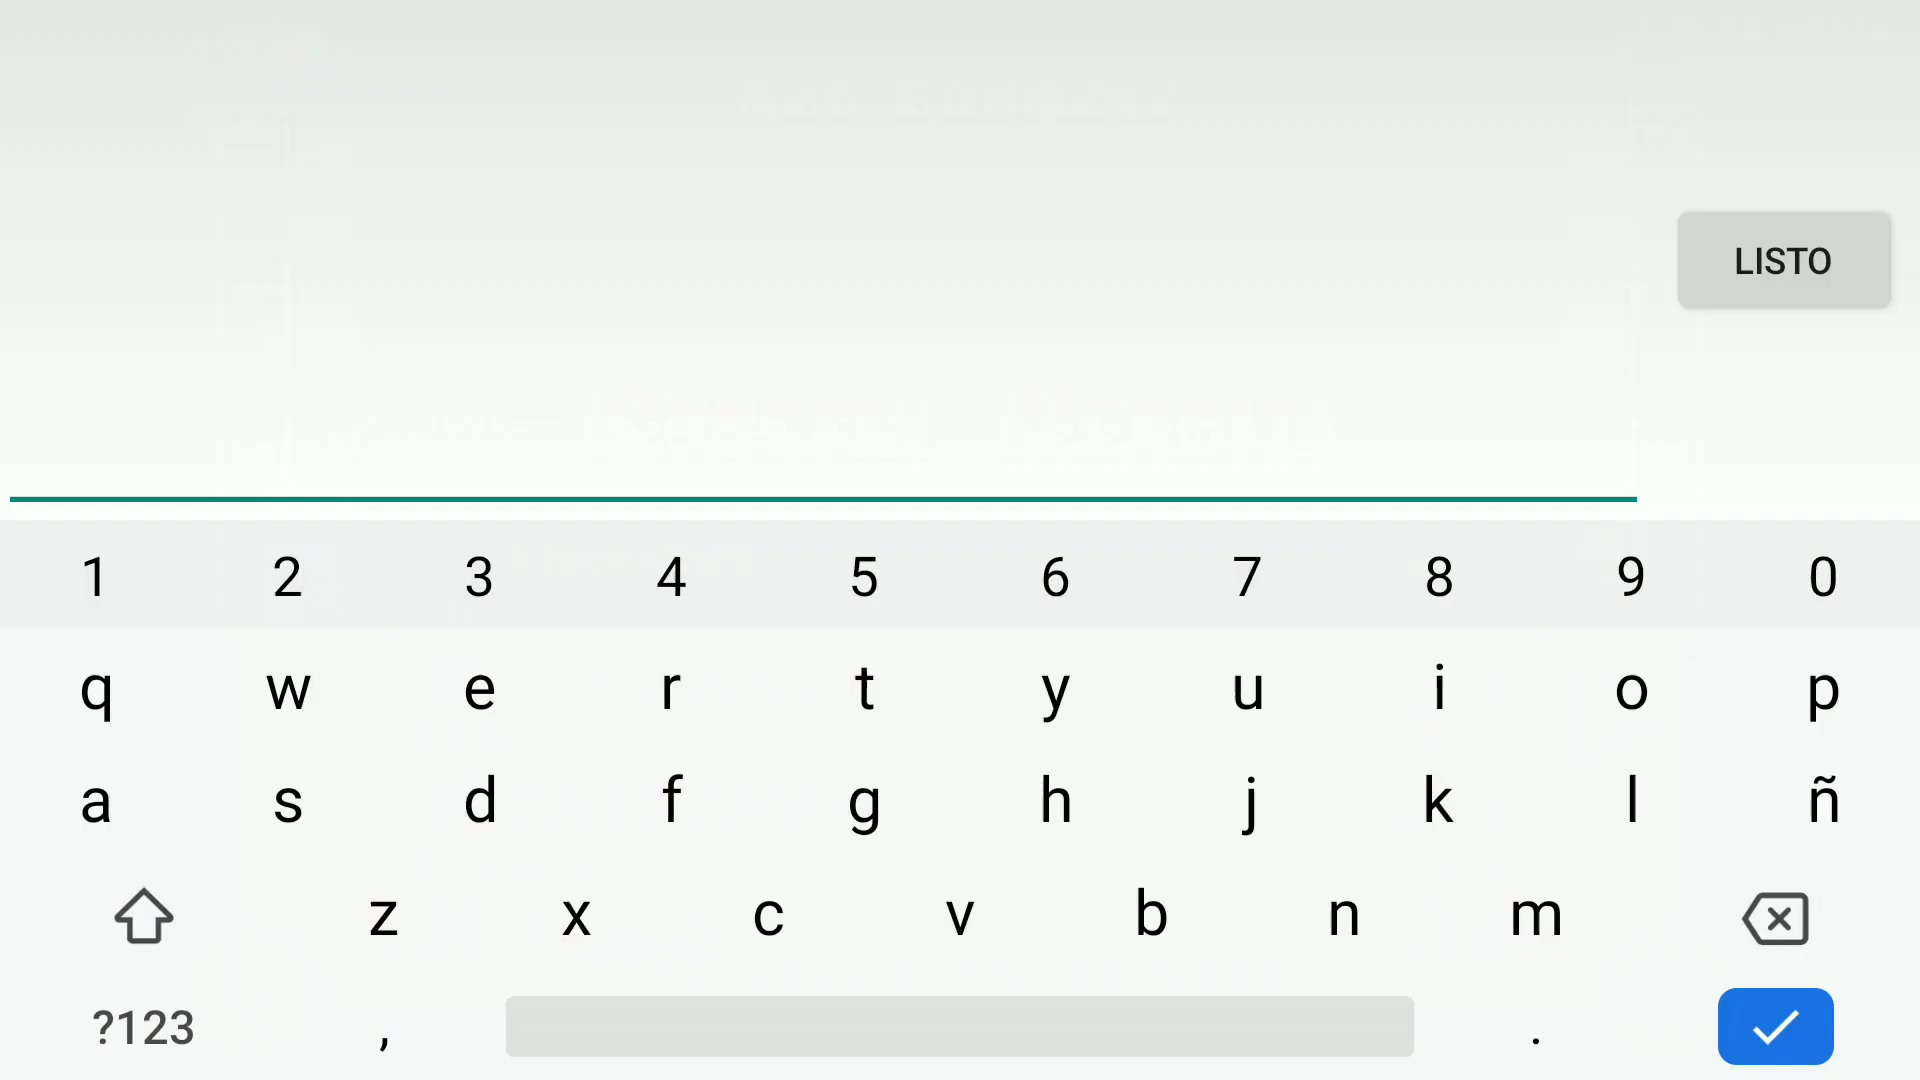 LISTO
1 2 3 4 5 6 7 8 9 0
q w e r t y u i o p
a s d f g h j k l ñ
z x c v b n m
?123 , .